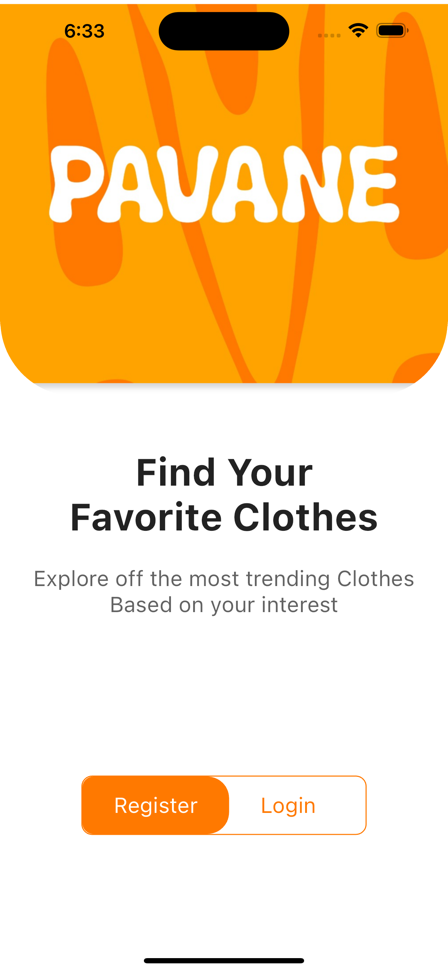 6:33
PAVANE
Find Your
Favorite Clothes
Explore off the most trending Clothes
Based on your interest
Register
Login